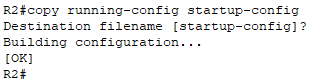 R2#copy running-config startup-config
Destination filename [startup-config]?
Building configuration...
[OK]
R2#